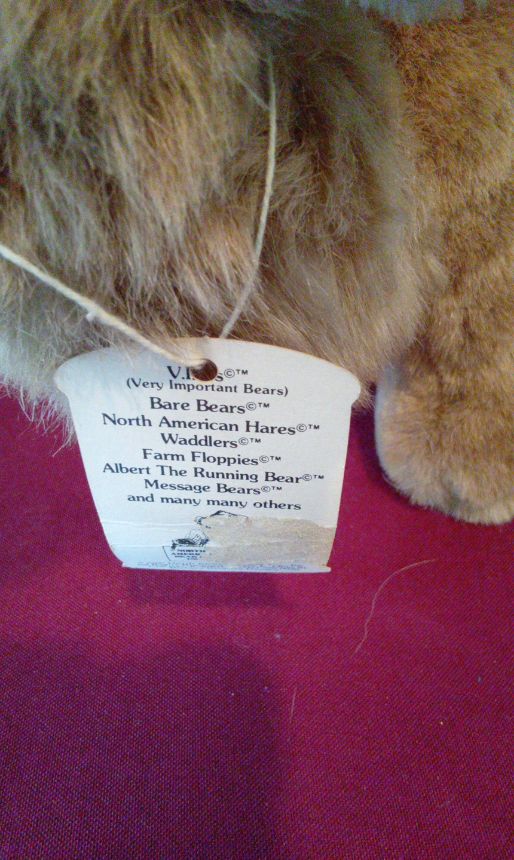 (Very Important Bears)
Bare Bears©™
North American Hares©™
Waddlers©™
Farm Floppies©™
Albert The Running Bear©™
Message Bears©™
and many many others
NORTH